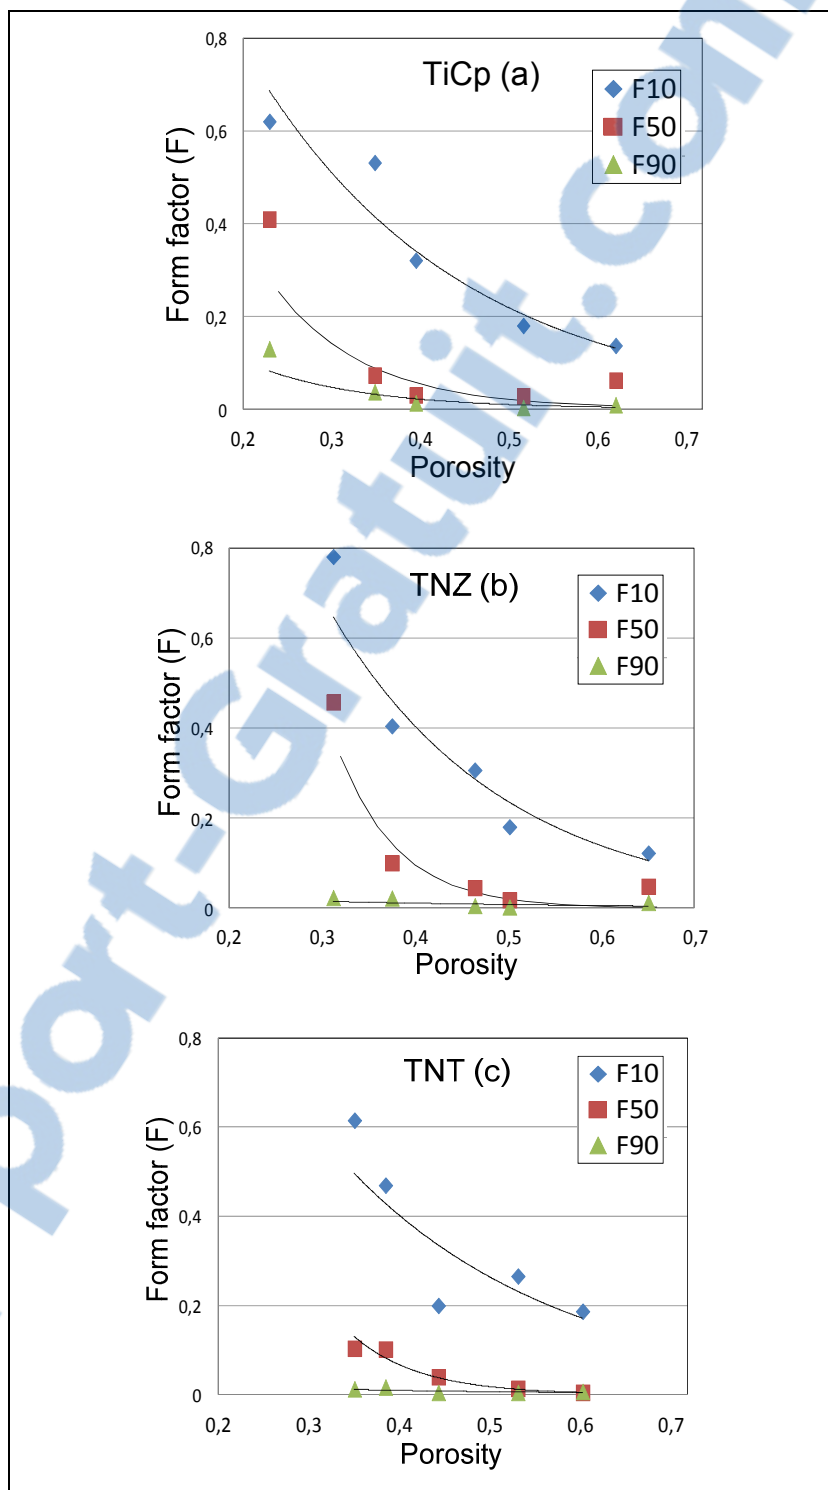 0,8
TiCp (a)
F10
F50
F90
0,6
0,4
0,2
0
Form factor (F)
0,2 0,3 0,4 0,5 0,6 0,7
Porosity
0,8
TNZ (b)
F10
F50
F90
0,6
0,4
0,2
0
Form factor (F)
0,2 0,3 0,4 0,5 0,6 0,7
Porosity
0,8
TNT (c)
F10
F50
F90
0,6
0,4
0,2
0
Form factor (F)
0,2 0,3 0,4 0,5 0,6 0,7
Porosity
port-Gratuit.com